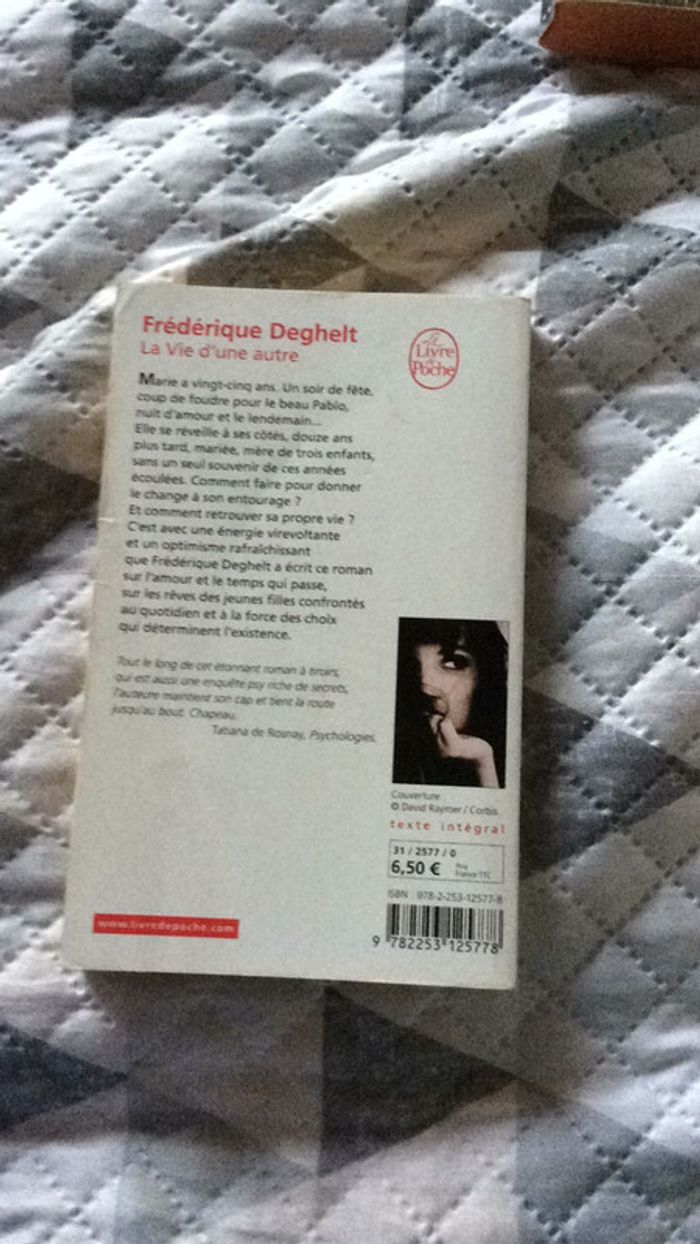 Frédérique Deghelt
La Vie d'une autre
Le
Livre
de
Poche
Marie a vingt-cinq ans. Un soir de fête,
coup de foudre pour le beau Pablo,
nuit d'amour et le lendemain...
Elle se réveille à ses côtés, douze ans
plus tard, mariée, mère de trois enfants,
sans un seul souvenir de ces années
écoulées. Comment faire pour donner
le change à son entourage ?
Et comment retrouver sa propre vie ?
C'est avec une énergie virevoltante
et un optimisme rafraîchissant
que Frédérique Deghelt a écrit ce roman
sur l'amour et le temps qui passe,
sur les rêves des jeunes filles confrontés
au quotidien et à la force des choix
qui déterminent l'existence.
Tout le long de cet étonnant roman à tiroirs,
qui est aussi une enquête psy riche de secrets,
l'auteure maintient son cap et tient la route
jusqu'au bout. Chapeau.
Tatiana de Rosnay, Psychologies.
Couverture :
© David Raymer / Corbis.
texte intégral
31 / 2577 / 0
6,50 € Prix
France TTC
ISBN : 978-2-253-12577-8
9 782253 125778
www.livredepoche.com